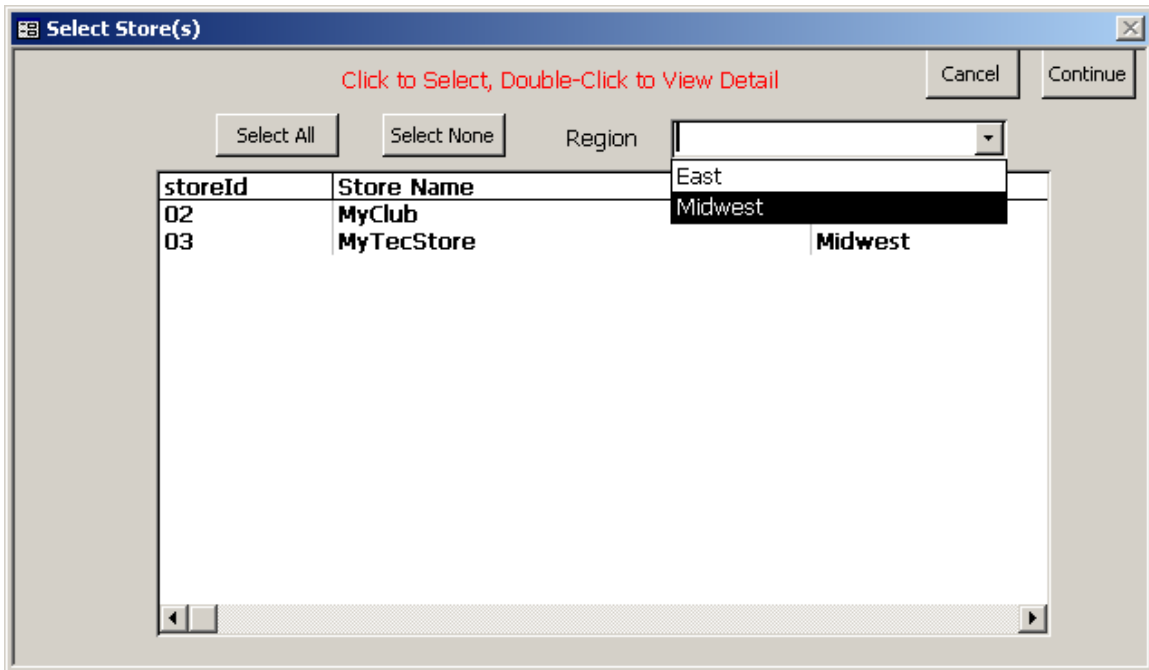 Select Store(s)
Click to Select, Double-Click to View Detail
Cancel
Continue
Select All
Select None
Region
East
Midwest
storeId Store Name
02 MyClub
03 MyTecStore Midwest